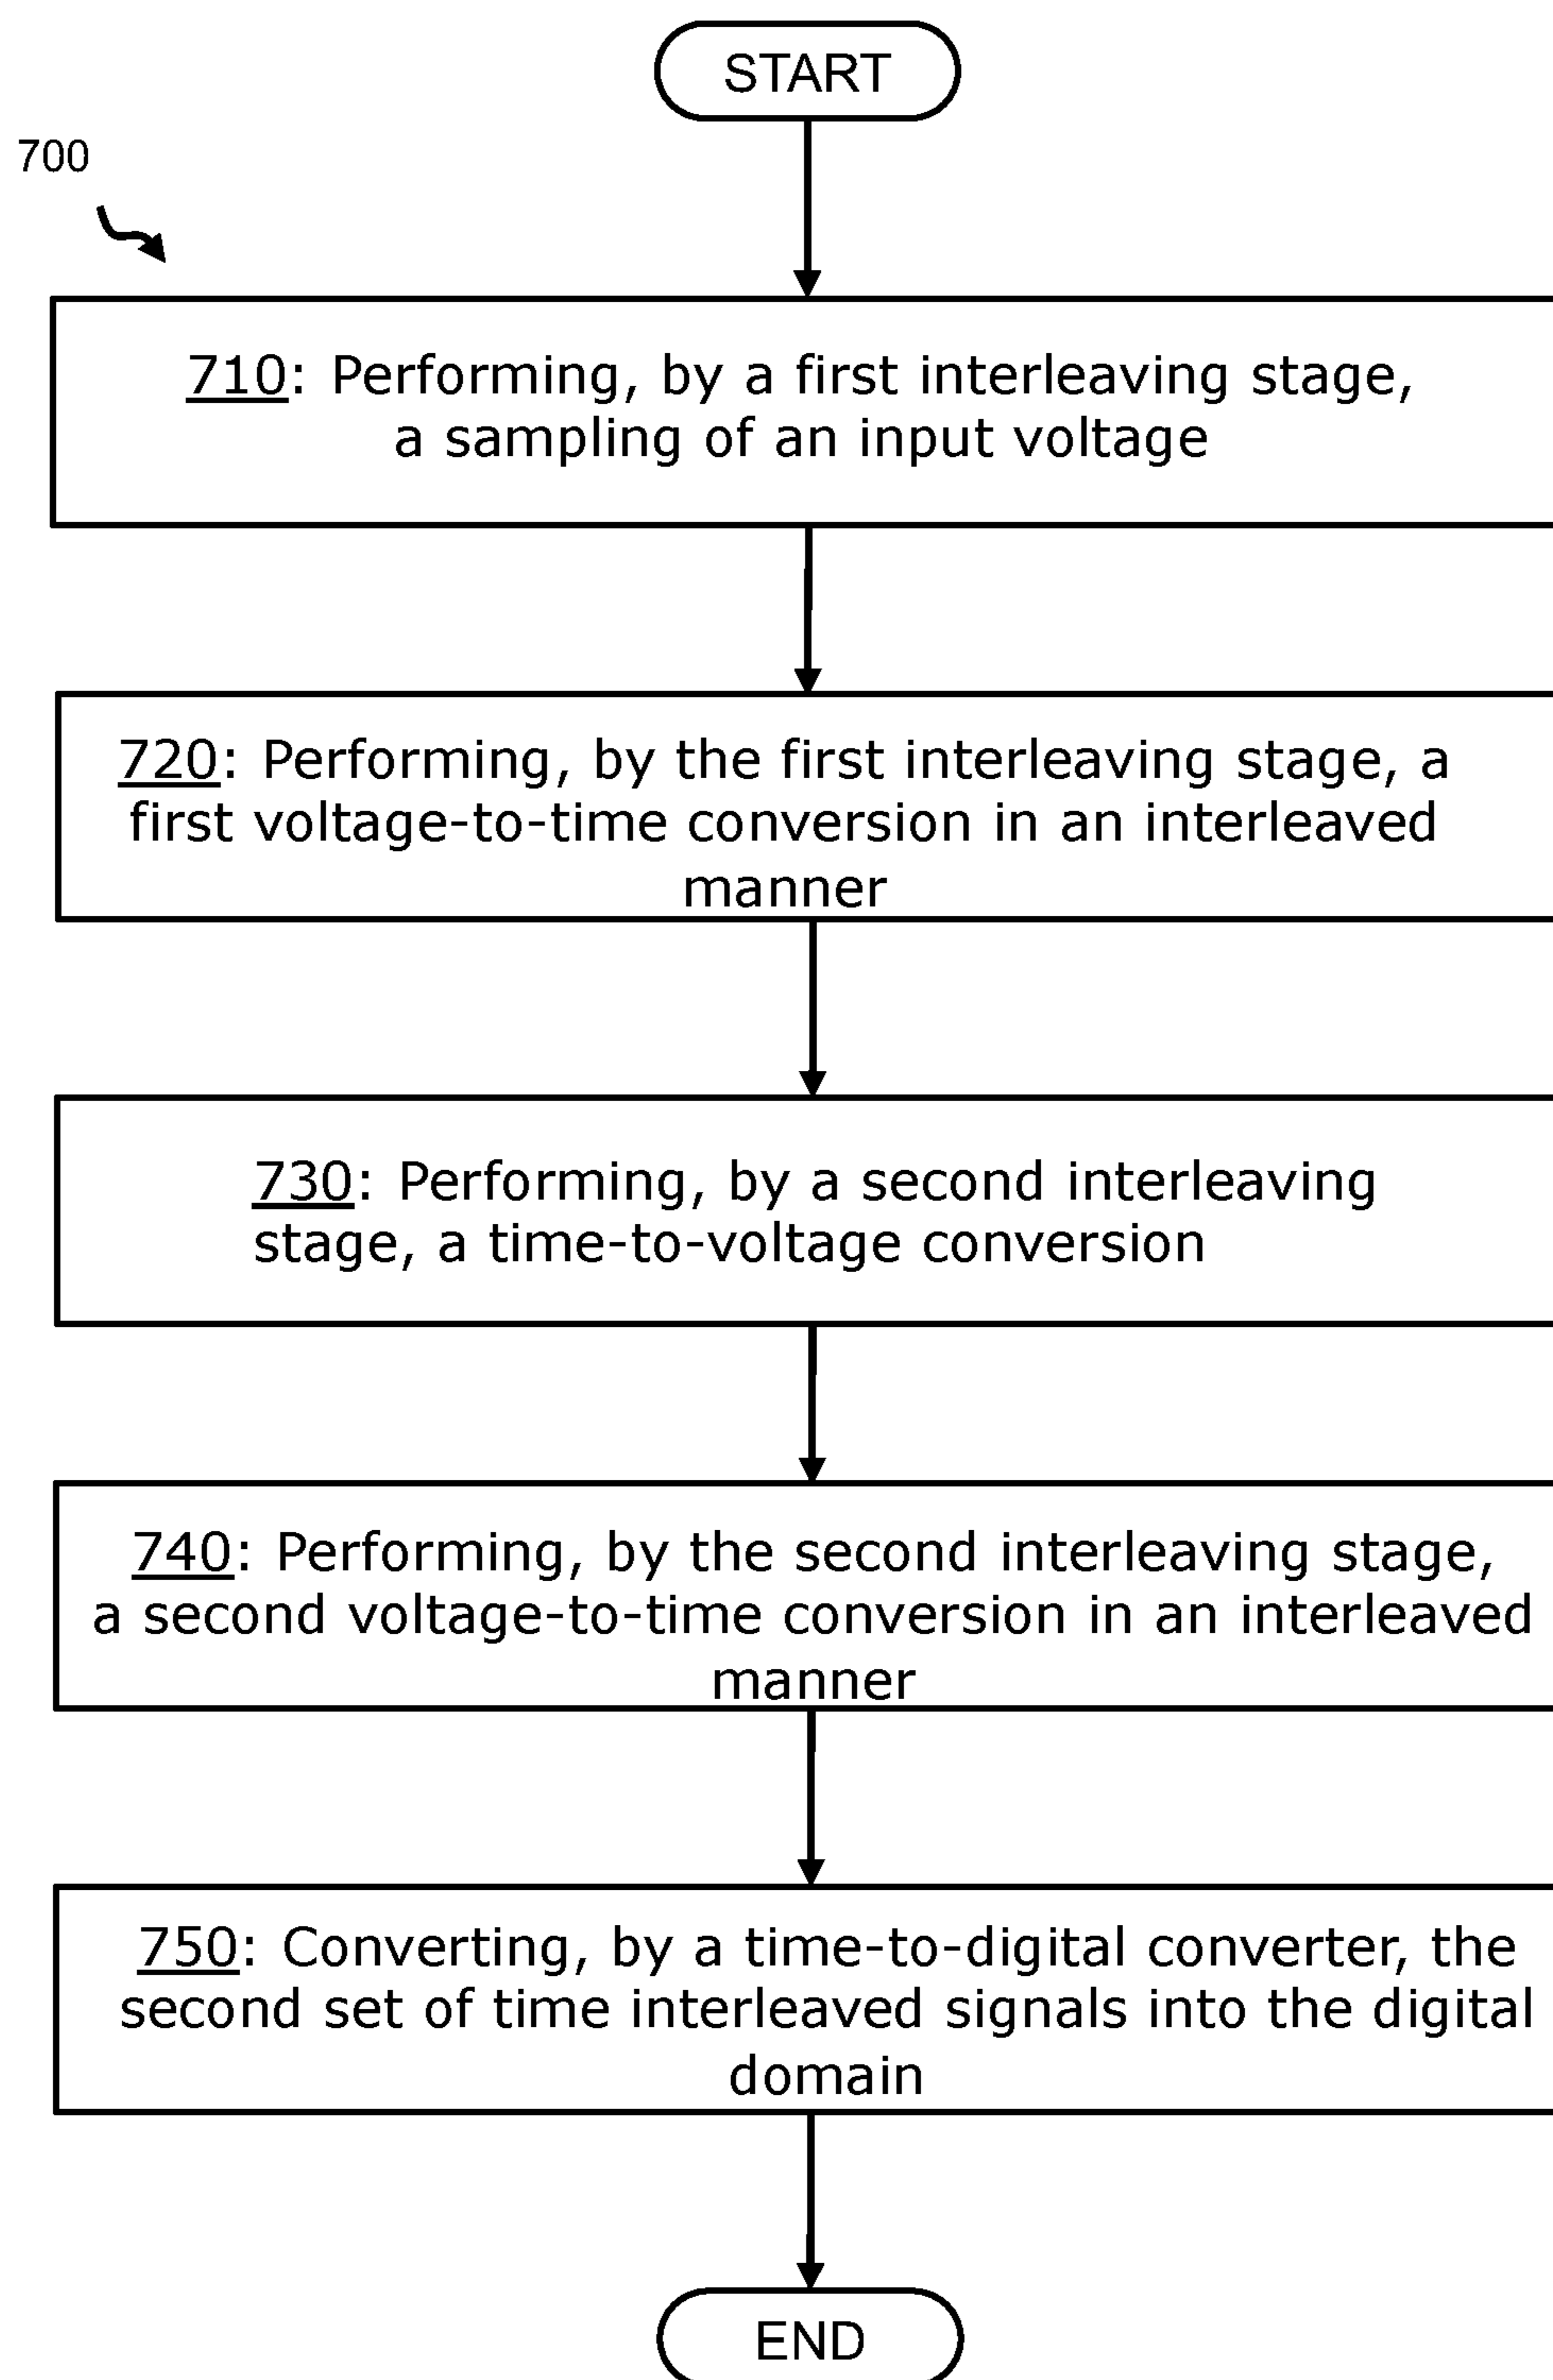 START
700
710: Performing, by a first interleaving stage,
a sampling of an input voltage
720: Performing, by the first interleaving stage, a
first voltage-to-time conversion in an interleaved
manner
730: Performing, by a second interleaving
stage, a time-to-voltage conversion
740: Performing, by the second interleaving stage,
a second voltage-to-time conversion in an interleaved
manner
750: Converting, by a time-to-digital converter, the
second set of time interleaved signals into the digital
domain
END